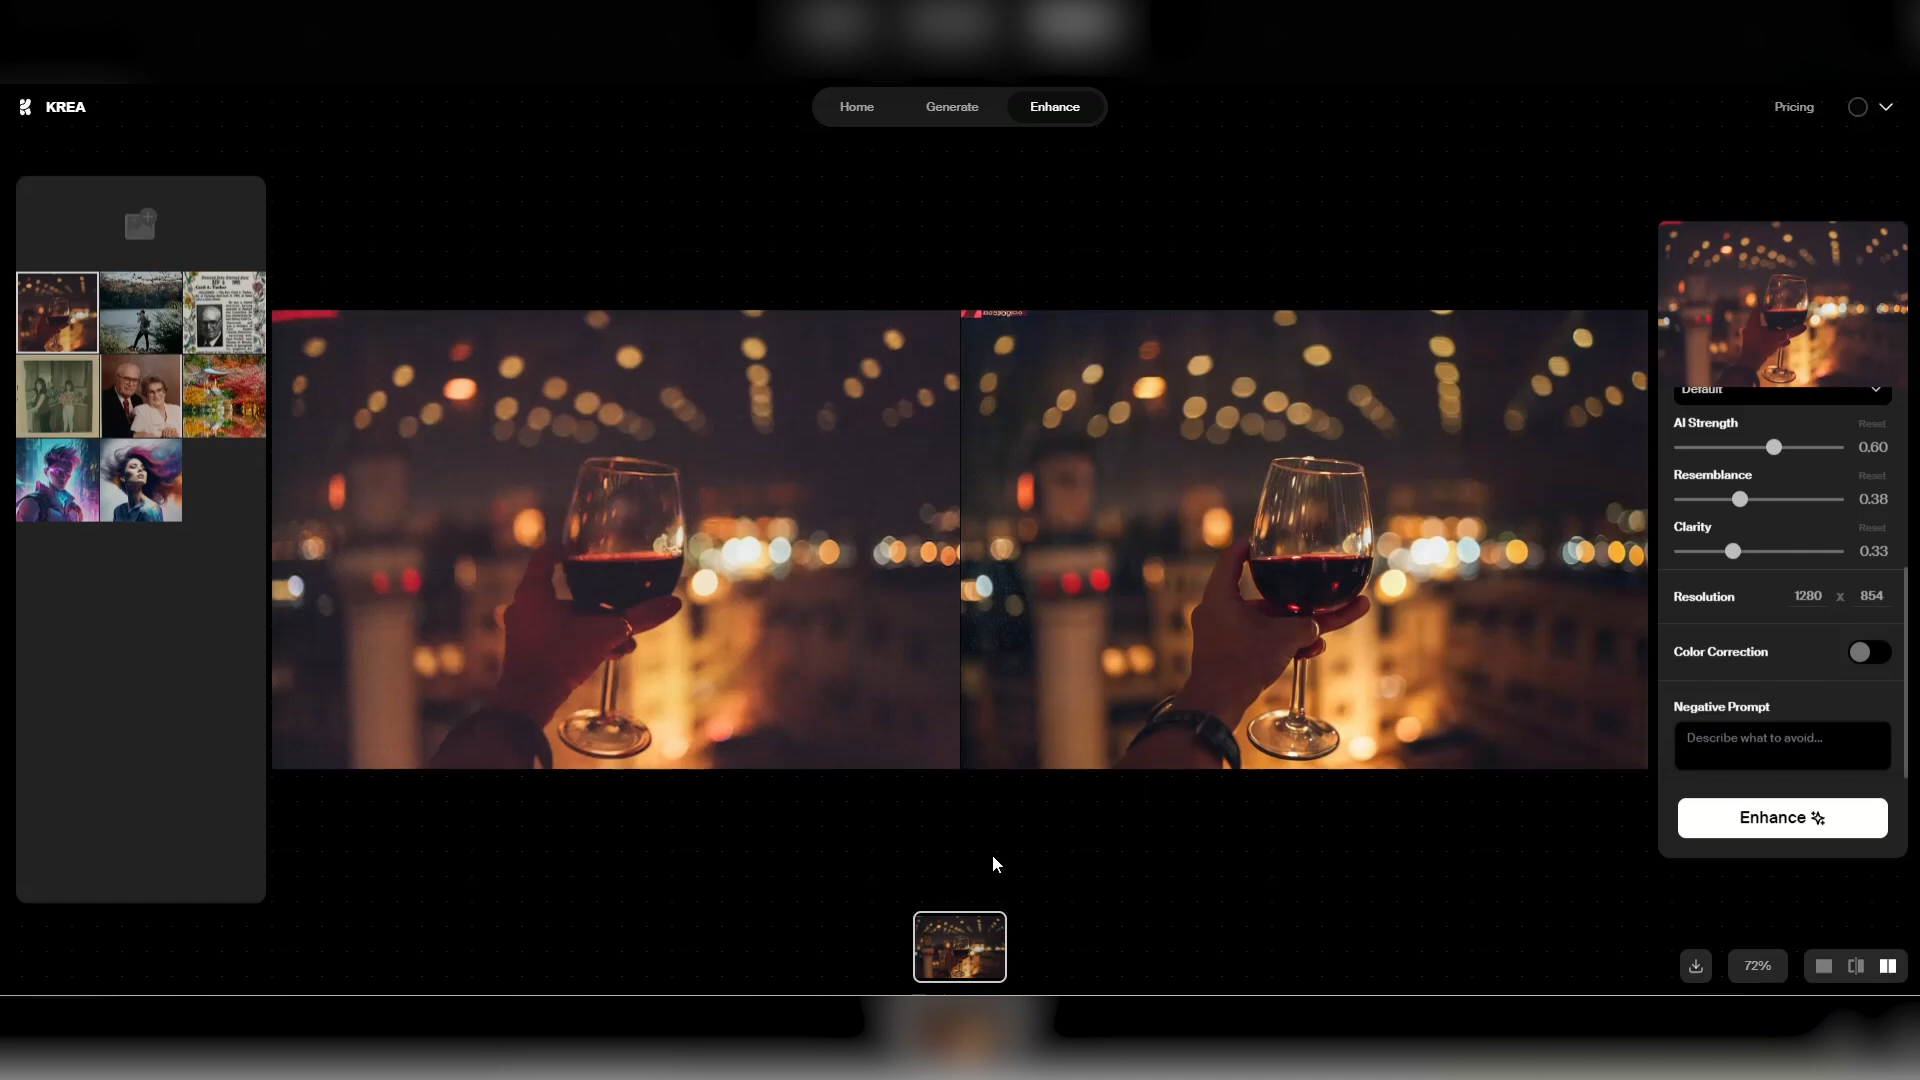 KREA
Home
Generate
Enhance
Pricing
Default
AI Strength
Reset
0.60
Resemblance
Reset
0.38
Clarity
Reset
0.33
Resolution
1280 x 854
Color Correction
Negative Prompt
Describe what to avoid...
Enhance
72%